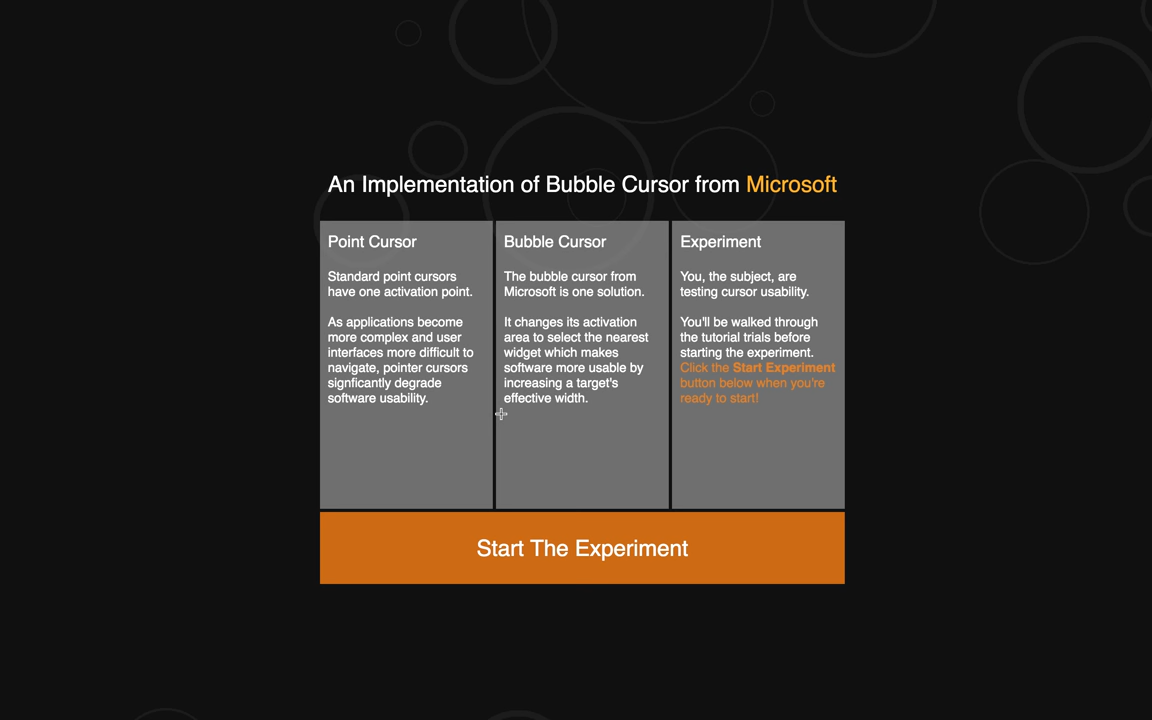 An Implementation of Bubble Cursor from Microsoft
Point Cursor
Standard point cursors
have one activation point.
As applications become
more complex and user
interfaces more difficult to
navigate, pointer cursors
signficantly degrade
software usability.
Bubble Cursor
The bubble cursor from
Microsoft is one solution.
It changes its activation
area to select the nearest
widget which makes
software more usable by
increasing a target's
effective width.
Experiment
You, the subject, are
testing cursor usability.
You'll be walked through
the tutorial trials before
starting the experiment.
Click the Start Experiment
button below when you're
ready to start!
Start The Experiment